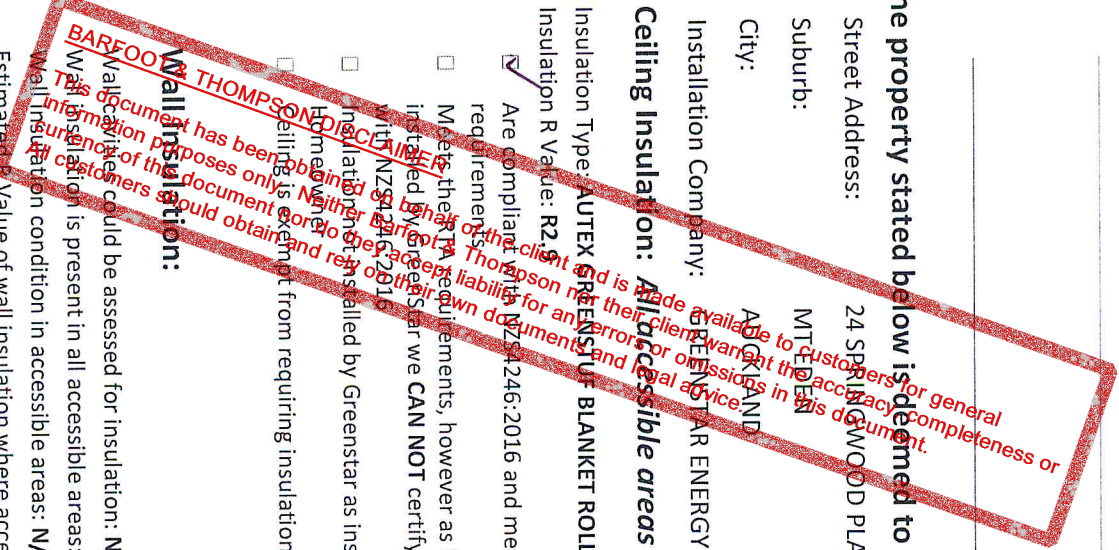 ne property stated below is deemed to
Street Address: 24 SPRINGWOOD PLA
Suburb: MT EDEN
City: AUCKLAND
Installation Company: GREENSTAR ENERGY
Ceiling Insulation: All accessible areas
Insulation Type: AUTEX GREENSTUF BLANKET ROLL
Insulation R Value: R2.9
Are compliant with NZS4246:2016 and me
requirements
Meets the RTA requirements, however as
installed by Greenstar we CAN NOT certify
with NZS4246:2016
Insulation not installed by Greenstar as ins
Homeowner
Ceiling is exempt from requiring insulation
Wall Insulation:
Wall cavities could be assessed for insulation: N
Wall insulation is present in all accessible areas:
Wall insulation condition in accessible areas: N/
Estimated R Value of wall insulation where acce
BARFOOT & THOMPSON DISCLAIMER
This document has been obtained on behalf of the client and is made available to customers for general
information purposes only. Neither Barfoot & Thompson nor their client warrant the accuracy, completeness or
currency of this document nor do they accept liability for any errors or omissions in this document.
All customers should obtain and rely on their own documents and legal advice.